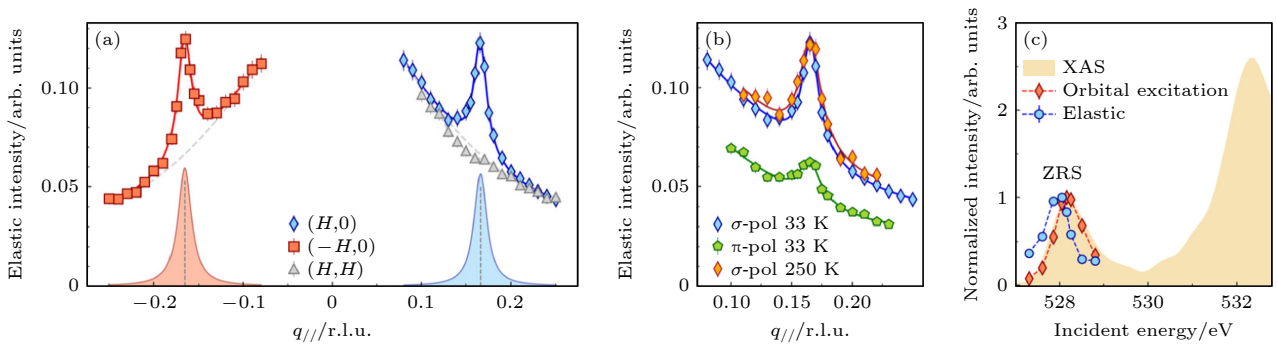 (a)
Elastic intensity/arb. units
0.10
0.05
0
(H,0)
(−H,0)
(H,H)
−0.2
−0.1
0
0.1
0.2
q///r.l.u.
(b)
Elastic intensity/arb. units
0.10
0.05
0
σ-pol 33 K
π-pol 33 K
σ-pol 250 K
0.10
0.15
0.20
q///r.l.u.
(c)
Normalized intensity/arb. units
3
2
1
0
XAS
Orbital excitation
Elastic
ZRS
528
530
532
Incident energy/eV